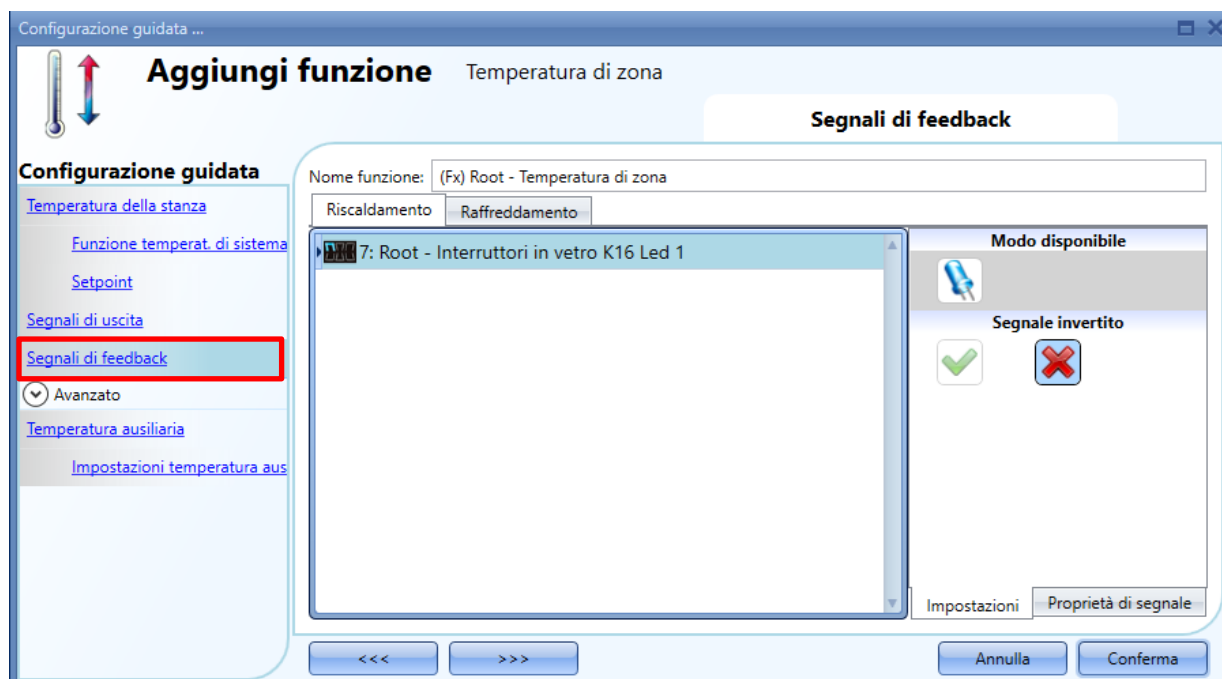 Configurazione guidata ...
Aggiungi funzione Temperatura di zona
Segnali di feedback
Configurazione guidata
Temperatura della stanza
Funzione temperat. di sistema
Setpoint
Segnali di uscita
Segnali di feedback
Avanzato
Temperatura ausiliaria
Impostazioni temperatura aus
Nome funzione: (Fx) Root - Temperatura di zona
Riscaldamento Raffreddamento
7: Root - Interruttori in vetro K16 Led 1
Modo disponibile
Segnale invertito
Impostazioni Proprietà di segnale
<<< >>> Annulla Conferma